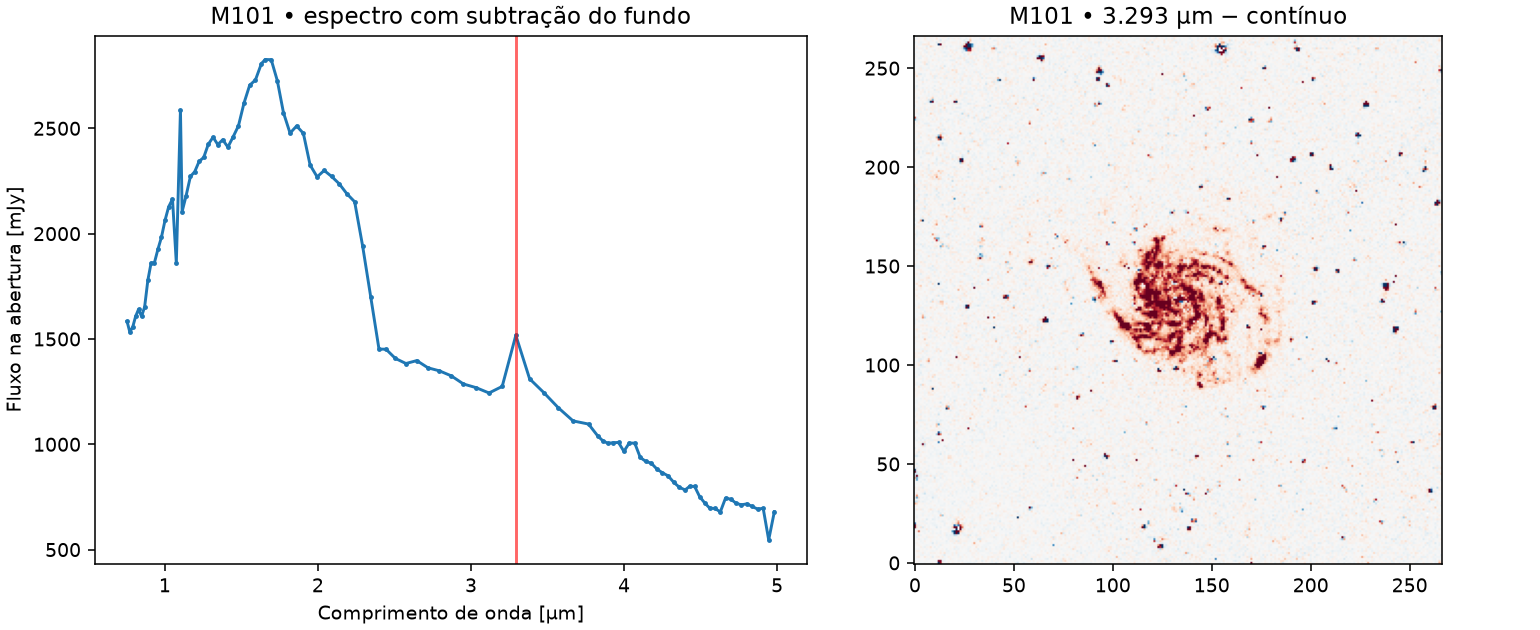 M101 • espectro com subtração do fundo
Fluxo na abertura [mJy]
2500
2000
1500
1000
500
1 2 3 4 5
Comprimento de onda [μm]
M101 • 3.293 μm − contínuo
250
200
150
100
50
0
0 50 100 150 200 250